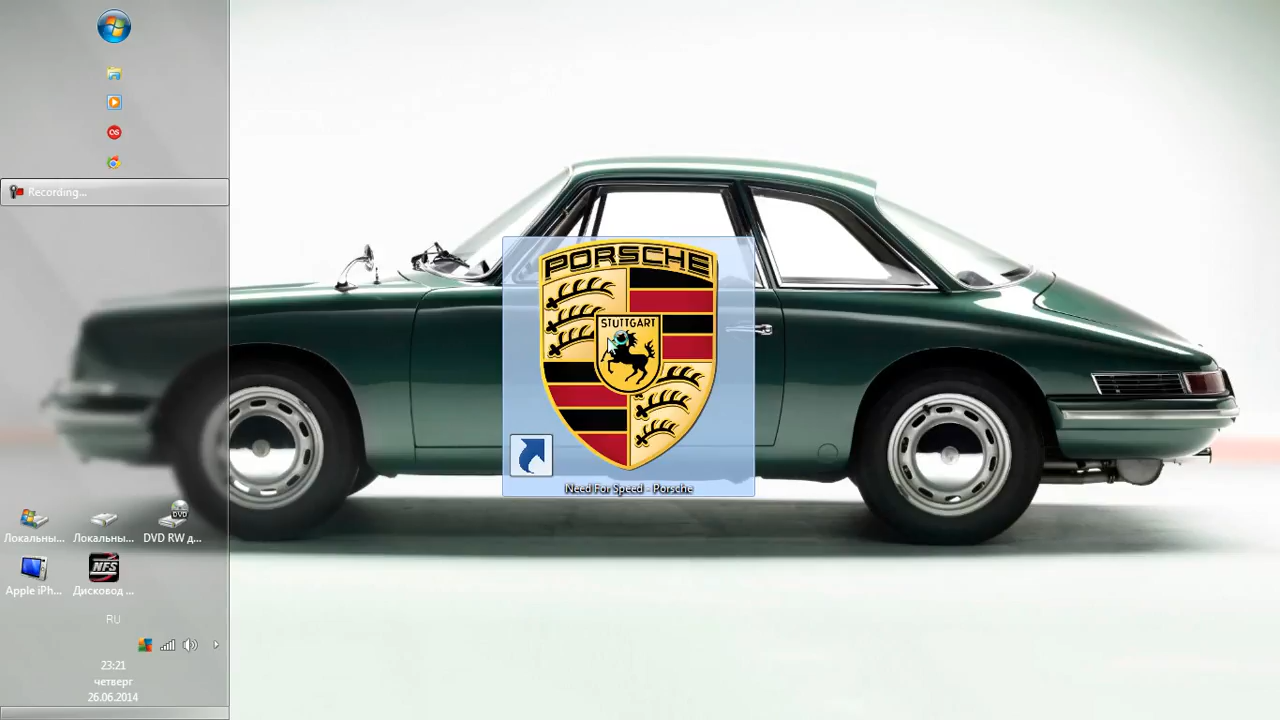 Recording...
PORSCHE
STUTTGART
Need For Speed - Porsche
Локальны... Локальны... DVD RW д...
DVD
NFS
Apple iPh... Дисковод ...
RU
23:21
четверг
26.06.2014